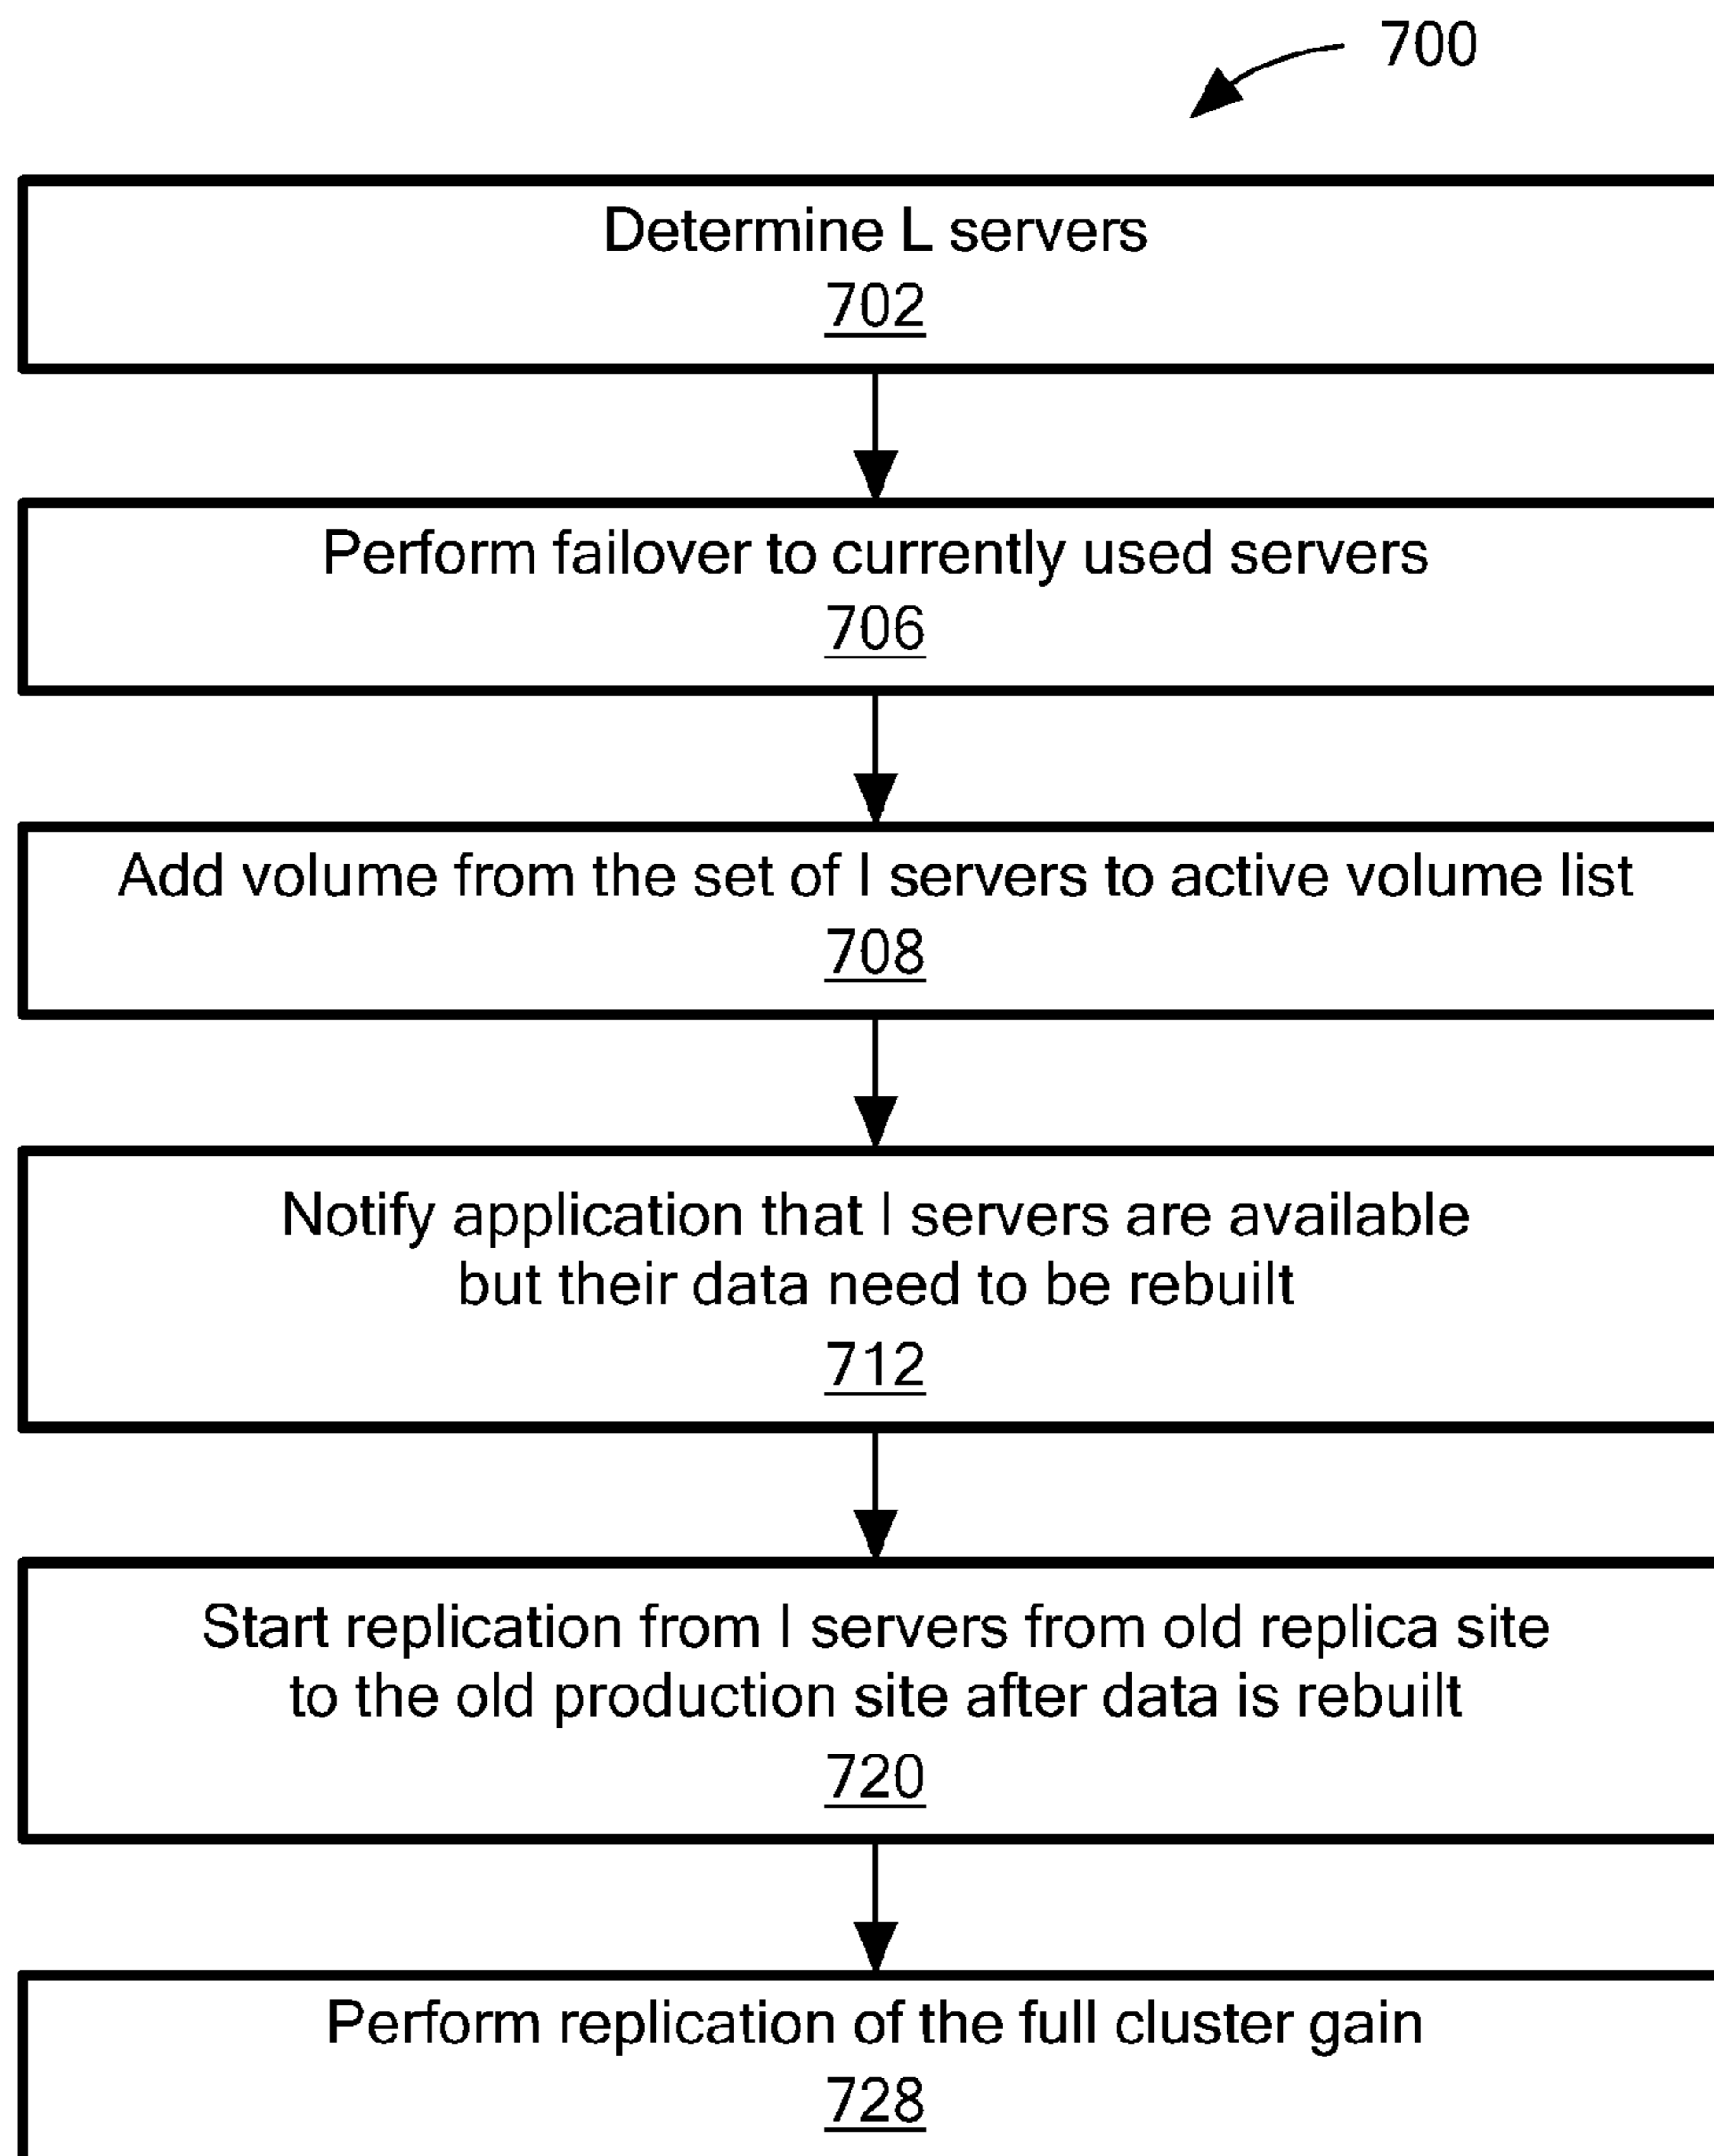 700
Determine L servers
702
Perform failover to currently used servers
706
Add volume from the set of I servers to active volume list
708
Notify application that I servers are available
but their data need to be rebuilt
712
Start replication from I servers from old replica site
to the old production site after data is rebuilt
720
Perform replication of the full cluster gain
728